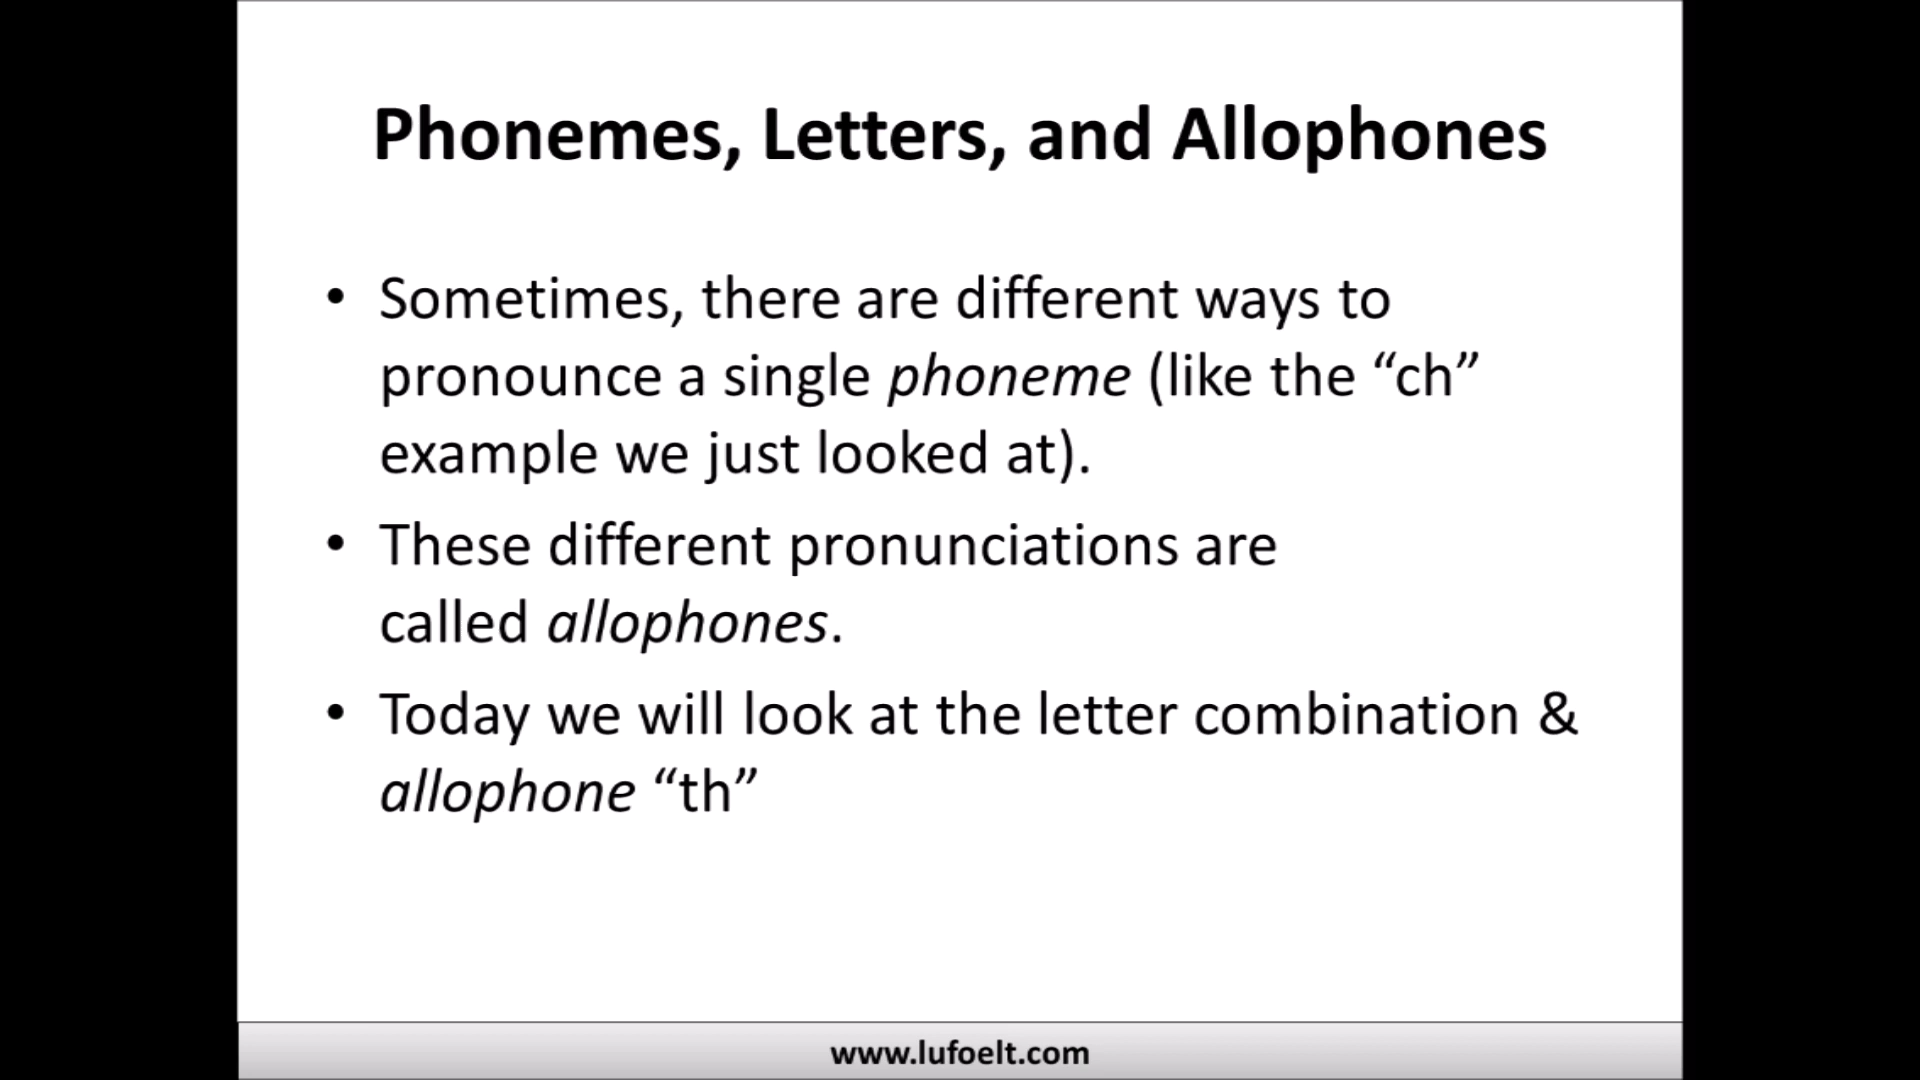 Phonemes, Letters, and Allophones
• Sometimes, there are different ways to
pronounce a single phoneme (like the “ch”
example we just looked at).
• These different pronunciations are
called allophones.
• Today we will look at the letter combination &
allophone “th”
www.lufoelt.com